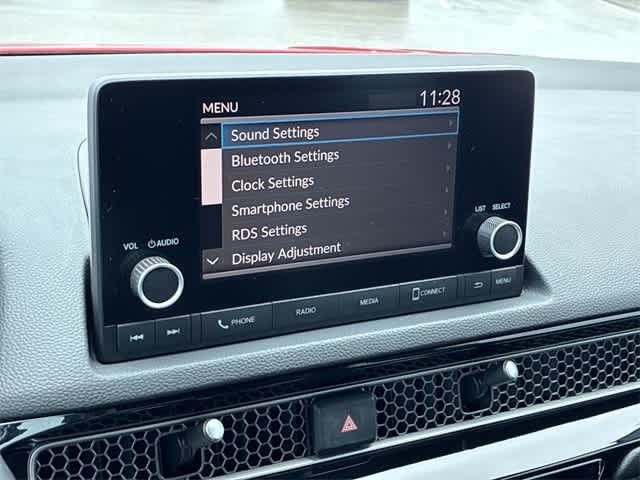 MENU 11:28
Sound Settings
Bluetooth Settings
Clock Settings
Smartphone Settings
RDS Settings
Display Adjustment
VOL AUDIO
LIST SELECT
PHONE RADIO MEDIA CONNECT MENU